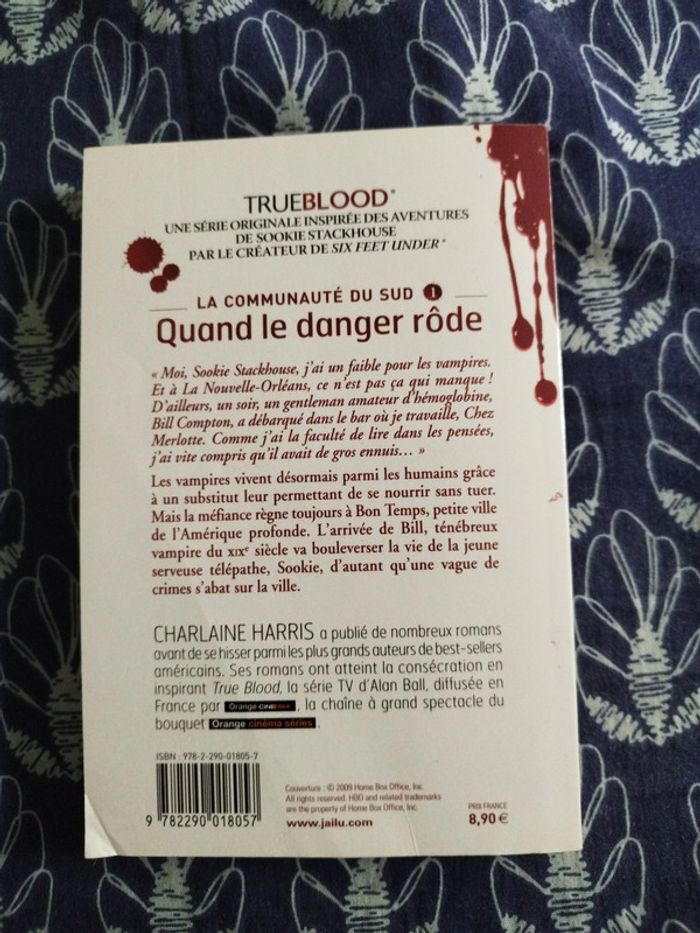 TRUEBLOOD®
UNE SÉRIE ORIGINALE INSPIRÉE DES AVENTURES
DE SOOKIE STACKHOUSE
PAR LE CRÉATEUR DE SIX FEET UNDER®
LA COMMUNAUTÉ DU SUD 1
Quand le danger rôde
« Moi, Sookie Stackhouse, j'ai un faible pour les vampires.
Et à La Nouvelle-Orléans, ce n'est pas ça qui manque !
D'ailleurs, un soir, un gentleman amateur d'hémoglobine,
Bill Compton, a débarqué dans le bar où je travaille, Chez
Merlotte. Comme j'ai la faculté de lire dans les pensées,
j'ai vite compris qu'il avait de gros ennuis... »
Les vampires vivent désormais parmi les humains grâce
à un substitut leur permettant de se nourrir sans tuer.
Mais la méfiance règne toujours à Bon Temps, petite ville
de l'Amérique profonde. L'arrivée de Bill, ténébreux
vampire du XIXe siècle va bouleverser la vie de la jeune
serveuse télépathe, Sookie, d'autant qu'une vague de
crimes s'abat sur la ville.
CHARLAINE HARRIS a publié de nombreux romans
avant de se hisser parmi les plus grands auteurs de best-sellers
américains. Ses romans ont atteint la consécration en
inspirant True Blood, la série TV d'Alan Ball, diffusée en
France par Orange CINEMAX, la chaîne à grand spectacle du
bouquet Orange cinéma séries.
ISBN : 978-2-290-01805-7
9 782290 018057
Couverture : © 2009 Home Box Office, Inc.
All rights reserved. HBO and related trademarks
are the property of Home Box Office, Inc.
www.jailu.com
PRIX FRANCE
8,90 €